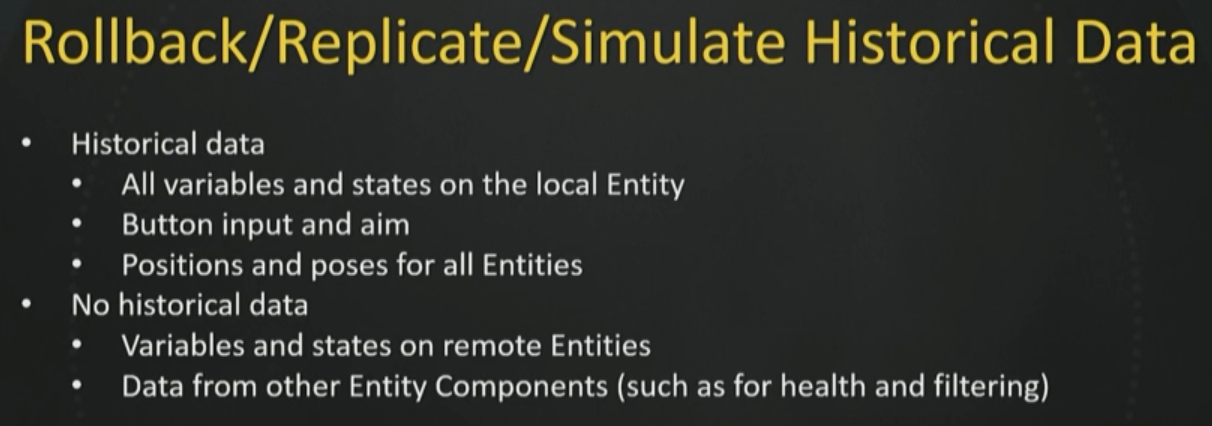 Rollback/Replicate/Simulate Historical Data
• Historical data
• All variables and states on the local Entity
• Button input and aim
• Positions and poses for all Entities
• No historical data
• Variables and states on remote Entities
• Data from other Entity Components (such as for health and filtering)